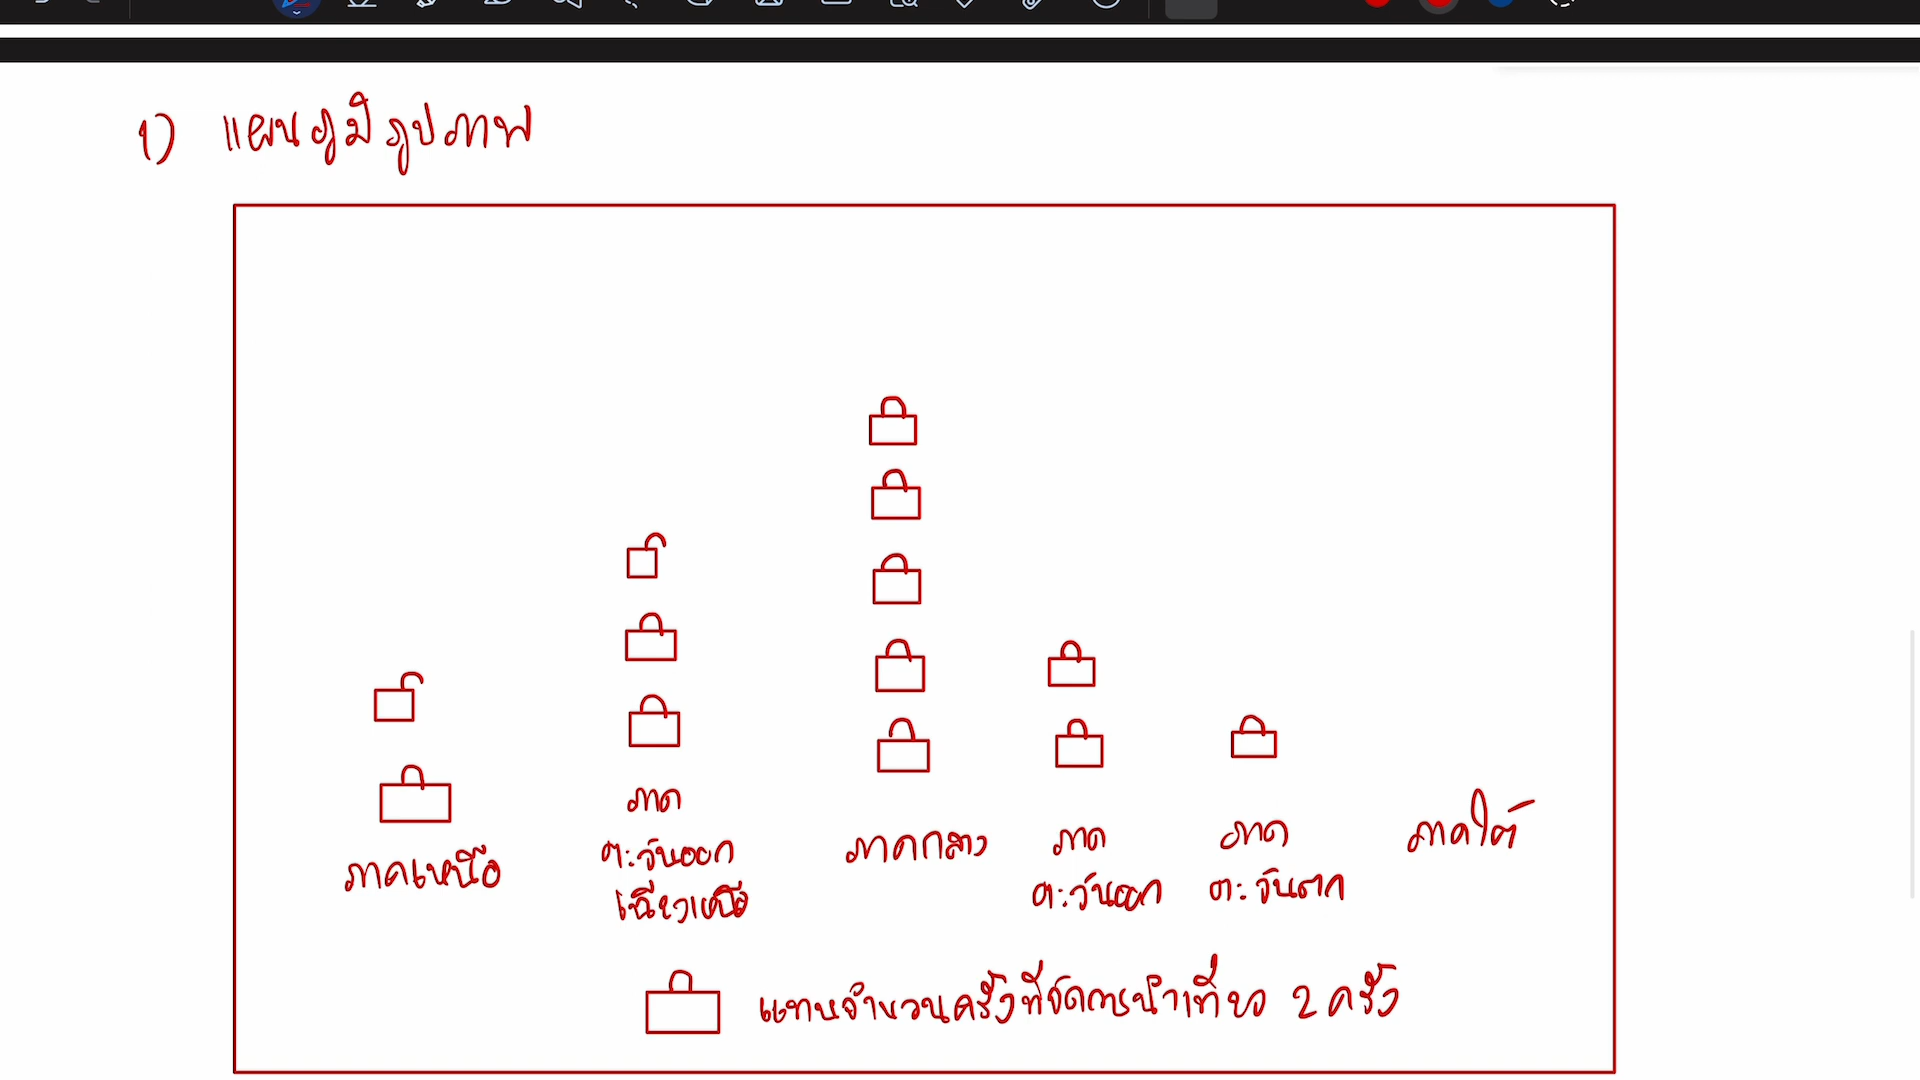 1) แผนภูมิรูปภาพ
ภาคเหนือ
ภาค
ตะวันออก
เฉียงเหนือ
ภาคกลาง
ภาค
ตะวันออก
ภาค
ตะวันตก
ภาคใต้
แทนจำนวนครั้งที่จัดการนำเที่ยว 2 ครั้ง